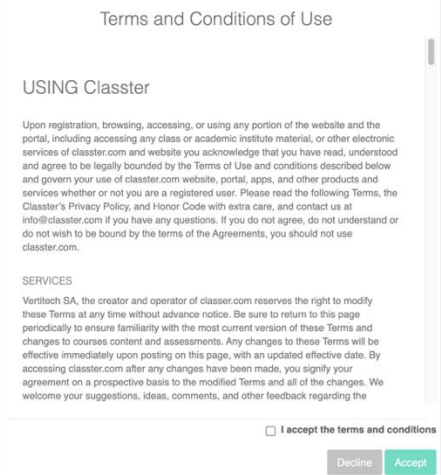 Terms and Conditions of Use
USING Classter
Upon registration, browsing, accessing, or using any portion of the website and the
portal, including accessing any class or academic institute material, or other electronic
services of classter.com and website you acknowledge that you have read, understood
and agree to be legally bounded by the Terms of Use and conditions described below
and govern your use of classter.com website, portal, apps, and other products and
services whether or not you are a registered user. Please read the following Terms, the
Classter's Privacy Policy, and Honor Code with extra care, and contact us at
info@classter.com if you have any questions. If you do not agree, do not understand or
do not wish to be bound by the terms of the Agreements, you should not use
classter.com.
SERVICES
Vertitech SA, the creator and operator of classer.com reserves the right to modify
these Terms at any time without advance notice. Be sure to return to this page
periodically to ensure familiarity with the most current version of these Terms and
changes to courses content and assessments. Any changes to these Terms will be
effective immediately upon posting on this page, with an updated effective date. By
accessing classter.com after any changes have been made, you signify your
agreement on a prospective basis to the modified Terms and all of the changes. We
welcome your suggestions, ideas, comments, and other feedback regarding the
I accept the terms and conditions
Decline Accept